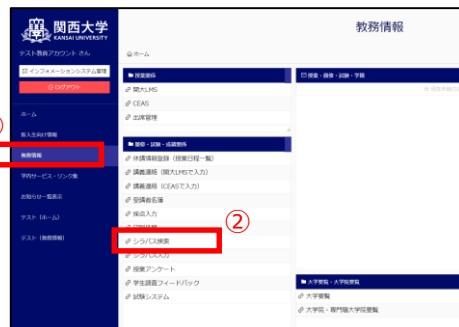 関西大学
KANSAI UNIVERSITY
教務情報
テスト教員アカウント さん
インフォメーションシステム管理
ログアウト
ホーム
新入生向け情報
教務情報
学内サービス・リンク集
お知らせ一覧表示
テスト（ホーム）
テスト（教務情報）
ホーム
授業関係
関大LMS
CEAS
出席管理
履修・試験・成績関係
休講情報登録（授業日程一覧）
講義連絡（関大LMSで入力）
講義連絡（CEASで入力）
受講者名簿
採点入力
②
シラバス検索
シラバス入力
授業アンケート
学生調査フィードバック
試験システム
授業・履修・試験・学籍
大学要覧・大学院要覧
大学要覧
大学院・専門職大学院要覧